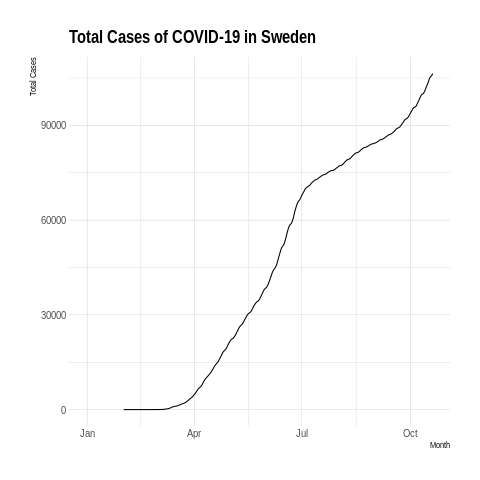 Total Cases of COVID-19 in Sweden
Total Cases
90000
60000
30000
0
Jan Apr Jul Oct
Month